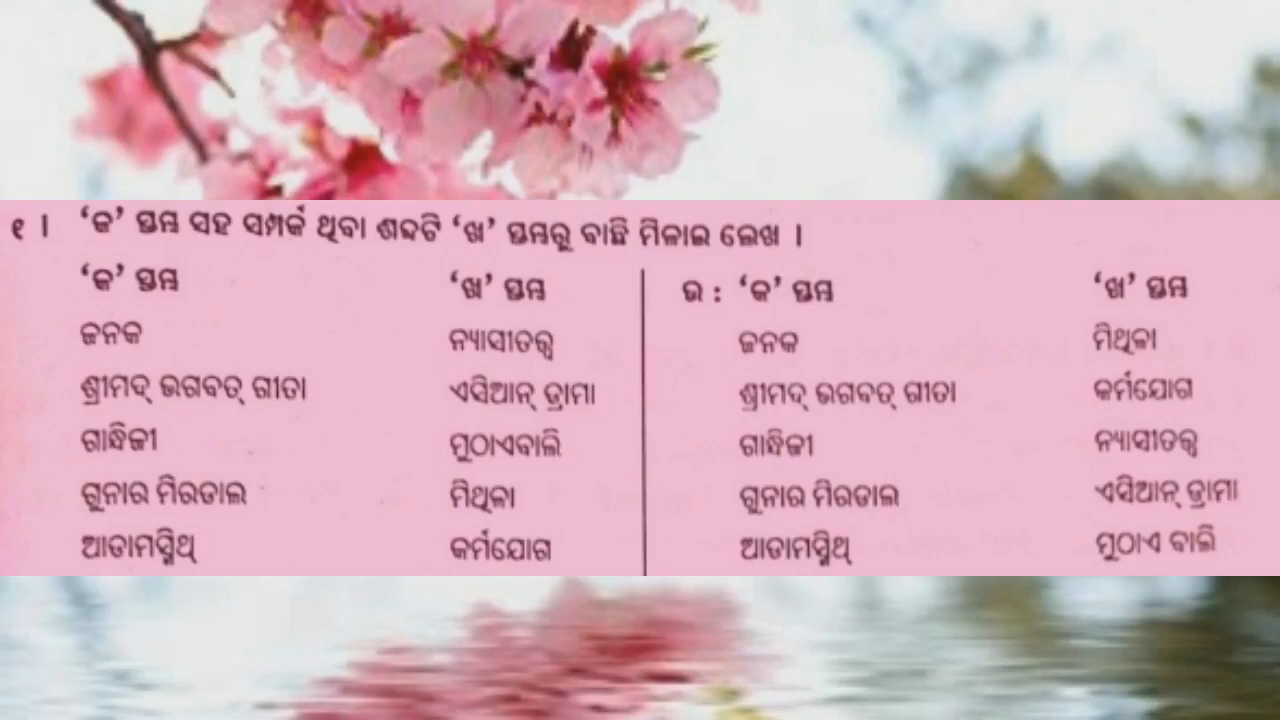 ୧ । ‘କ’ ସ୍ତମ୍ଭ ସହ ସମ୍ପର୍କ ଥିବା ଶବ୍ଦଟି ‘ଖ’ ସ୍ତମ୍ଭରୁ ବାଛି ମିଳାଇ ଲେଖ ।
‘କ’ ସ୍ତମ୍ଭ ‘ଖ’ ସ୍ତମ୍ଭ
ଜନକ ନ୍ୟାସୀତତ୍ତ୍ୱ
ଶ୍ରୀମଦ୍ ଭଗବତ୍ ଗୀତା ଏସିଆନ୍ ଡ୍ରାମା
ଗାନ୍ଧିଜୀ ମୁଠାଏବାଲି
ଗୁନାର ମିରଡାଲ ମିଥିଳା
ଆଡାମସ୍ମିଥ୍ କର୍ମଯୋଗ
ଉ : ‘କ’ ସ୍ତମ୍ଭ ‘ଖ’ ସ୍ତମ୍ଭ
ଜନକ ମିଥିଳା
ଶ୍ରୀମଦ୍ ଭଗବତ୍ ଗୀତା କର୍ମଯୋଗ
ଗାନ୍ଧିଜୀ ନ୍ୟାସୀତତ୍ତ୍ୱ
ଗୁନାର ମିରଡାଲ ଏସିଆନ୍ ଡ୍ରାମା
ଆଡାମସ୍ମିଥ୍ ମୁଠାଏ ବାଲି